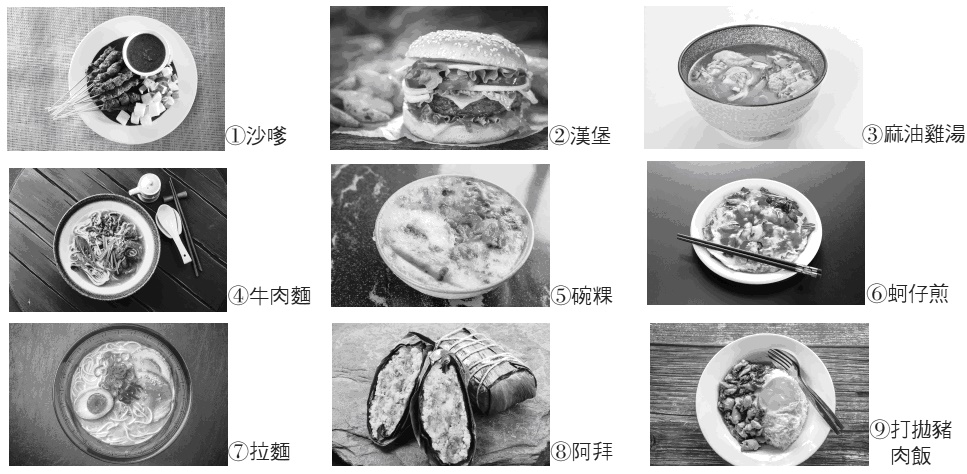 ①沙嗲
②漢堡
③麻油雞湯
④牛肉麵
⑤碗粿
⑥蚵仔煎
⑦拉麵
⑧阿拜
⑨打拋豬
肉飯